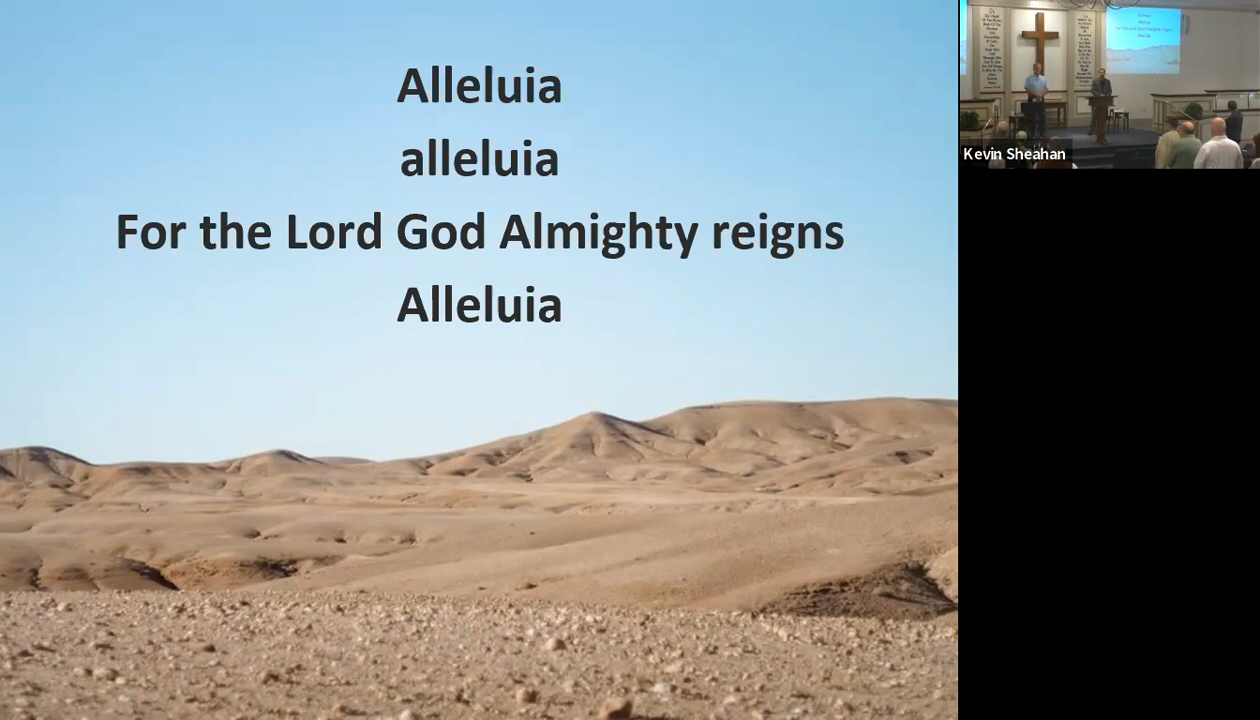 Alleluia
alleluia
For the Lord God Almighty reigns
Alleluia
Kevin Sheahan